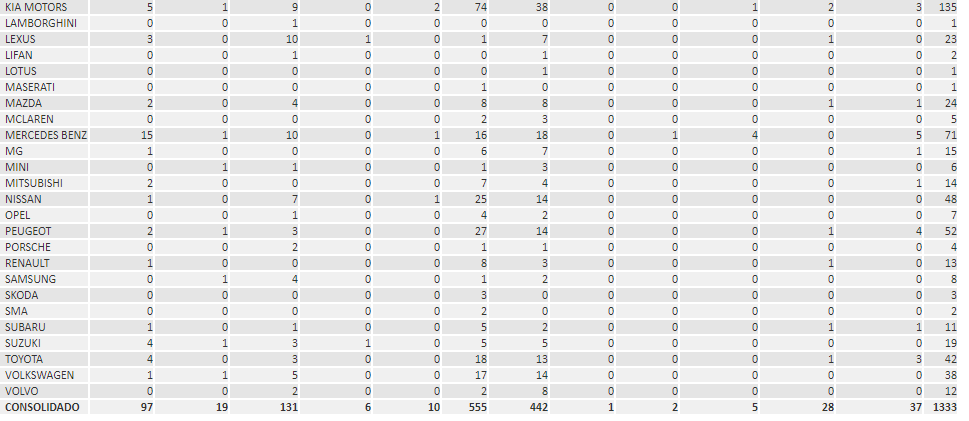 KIA MOTORS 5 1 9 0 2 74 38 0 0 1 2 3 135
LAMBORGHINI 0 0 1 0 0 0 0 0 0 0 0 0 1
LEXUS 3 0 10 1 0 1 7 0 0 0 1 0 23
LIFAN 0 0 1 0 0 0 1 0 0 0 0 0 2
LOTUS 0 0 0 0 0 0 1 0 0 0 0 0 1
MASERATI 0 0 0 0 0 1 0 0 0 0 0 0 1
MAZDA 2 0 4 0 0 8 8 0 0 0 1 1 24
MCLAREN 0 0 0 0 0 2 3 0 0 0 0 0 5
MERCEDES BENZ 15 1 10 0 1 16 18 0 1 4 0 5 71
MG 1 0 0 0 0 6 7 0 0 0 0 1 15
MINI 0 1 1 0 0 1 3 0 0 0 0 0 6
MITSUBISHI 2 0 0 0 0 7 4 0 0 0 0 1 14
NISSAN 1 0 7 0 1 25 14 0 0 0 0 0 48
OPEL 0 0 1 0 0 4 2 0 0 0 0 0 7
PEUGEOT 2 1 3 0 0 27 14 0 0 0 1 4 52
PORSCHE 0 0 2 0 0 1 1 0 0 0 0 0 4
RENAULT 1 0 0 0 0 8 3 0 0 0 1 0 13
SAMSUNG 0 1 4 0 0 1 2 0 0 0 0 0 8
SKODA 0 0 0 0 0 3 0 0 0 0 0 0 3
SMA 0 0 0 0 0 2 0 0 0 0 0 0 2
SUBARU 1 0 1 0 0 5 2 0 0 0 1 1 11
SUZUKI 4 1 3 1 0 5 5 0 0 0 0 0 19
TOYOTA 4 0 3 0 0 18 13 0 0 0 1 3 42
VOLKSWAGEN 1 1 5 0 0 17 14 0 0 0 0 0 38
VOLVO 0 0 2 0 0 2 8 0 0 0 0 0 12
CONSOLIDADO 97 19 131 6 10 555 442 1 2 5 28 37 1333